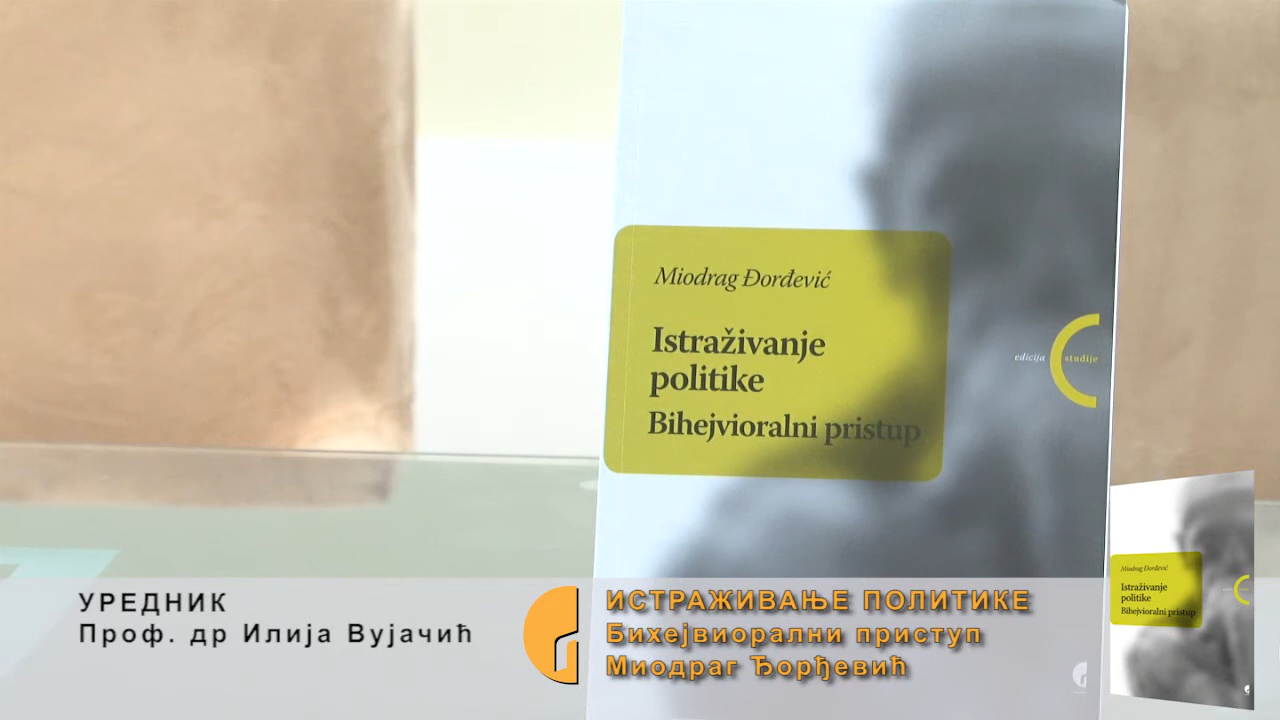 Miodrag Đorđević
Istraživanje
politike
Bihejvioralni pristup
edicija studije
УРЕДНИК
Проф. др Илија Вујачић
ИСТРАЖИВАЊЕ ПОЛИТИКЕ
Бихејвиорални приступ
Миодраг Ђорђевић
Miodrag Đorđević
Istraživanje
politike
Bihejvioralni pristup